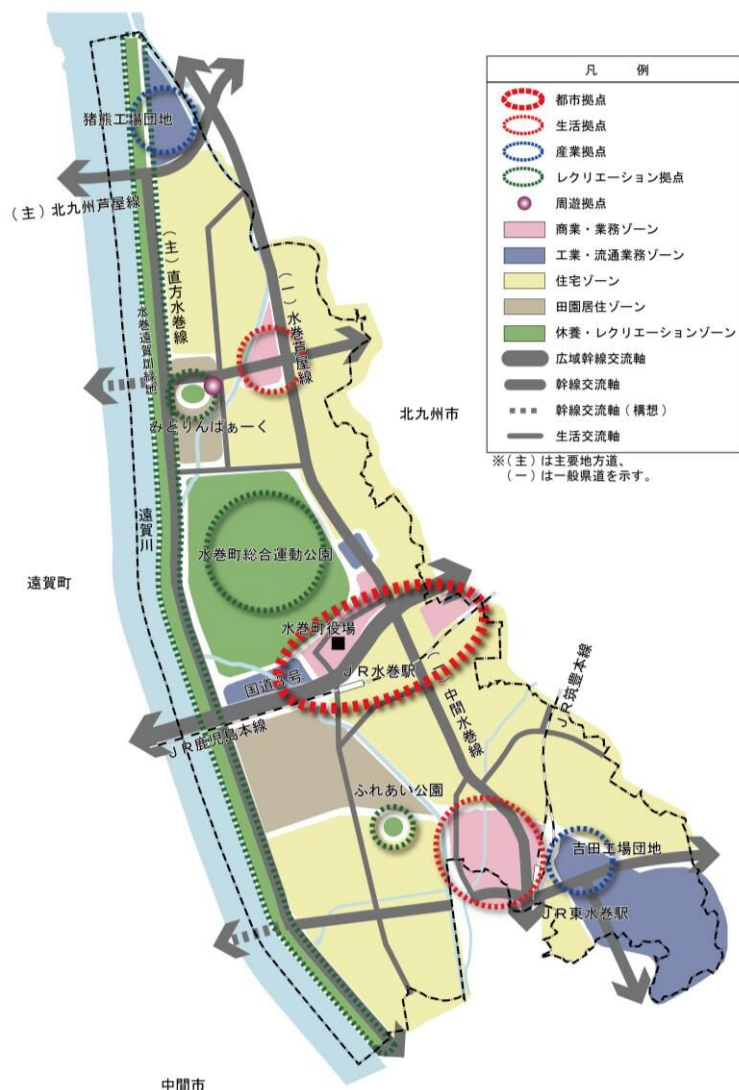 凡　例
都市拠点
生活拠点
産業拠点
レクリエーション拠点
周遊拠点
商業・業務ゾーン
工業・流通業務ゾーン
住宅ゾーン
田園居住ゾーン
休養・レクリエーションゾーン
広域幹線交流軸
幹線交流軸
幹線交流軸（構想）
生活交流軸
※（主）は主要地方道、
（一）は一般県道を示す。
猪熊工場団地
（主）北九州芦屋線
（主）直方水巻線
水巻遠賀川緑地
（一）水巻芦屋線
北九州市
みどりんぱぁーく
遠賀川
水巻町総合運動公園
遠賀町
水巻町役場
JR水巻駅
国道3号
（一）中間水巻線
JR筑豊本線
JR鹿児島本線
ふれあい公園
吉田工場団地
JR東水巻駅
中間市